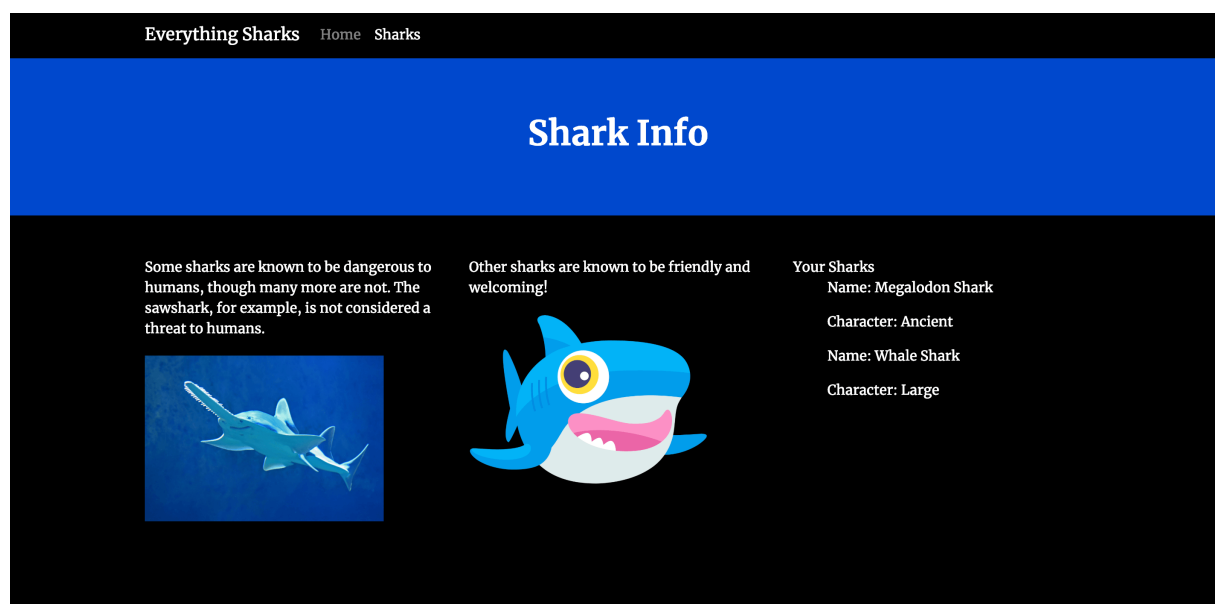 Everything Sharks Home Sharks
Shark Info
Some sharks are known to be dangerous to
humans, though many more are not. The
sawshark, for example, is not considered a
threat to humans.
Other sharks are known to be friendly and
welcoming!
Your Sharks
Name: Megalodon Shark
Character: Ancient
Name: Whale Shark
Character: Large